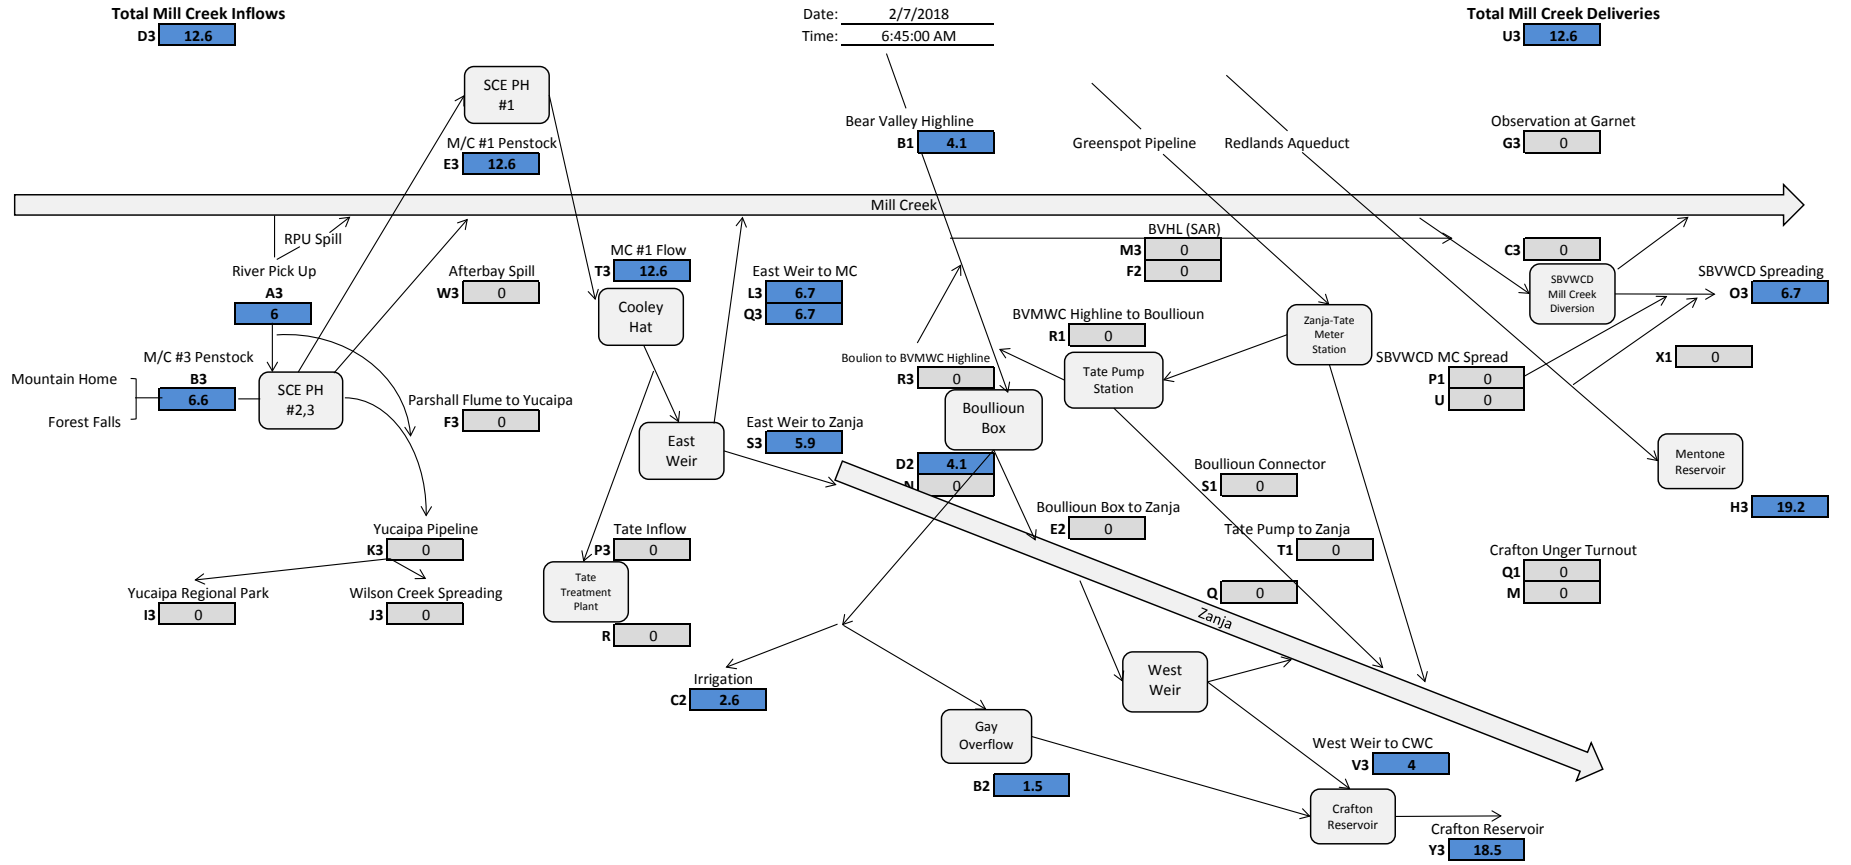 Total Mill Creek Inflows
D3 12.6
Date: 2/7/2018
Time: 6:45:00 AM
Total Mill Creek Deliveries
U3 12.6
SCE PH
#1
M/C #1 Penstock
E3 12.6
Bear Valley Highline
B1 4.1
Greenspot Pipeline
Redlands Aqueduct
Observation at Garnet
G3 0
Mill Creek
RPU Spill
River Pick Up
A3
6
Afterbay Spill
W3 0
MC #1 Flow
T3 12.6
Cooley
Hat
East Weir to MC
L3 6.7
Q3 6.7
BVHL (SAR)
M3 0
F2 0
C3 0
SBVWCD
Mill Creek
Diversion
SBVWCD Spreading
O3 6.7
BVMWC Highline to Boullioun
R1 0
Zanja-Tate
Meter
Station
M/C #3 Penstock
B3 6.6
Mountain Home
Forest Falls
SCE PH
#2,3
Boulion to BVMWC Highline
R3 0
Tate Pump
Station
SBVWCD MC Spread
P1 0
U 0
X1 0
Parshall Flume to Yucaipa
F3 0
East
Weir
East Weir to Zanja
S3 5.9
Boullioun
Box
D2 4.1
N 0
Boullioun Connector
S1 0
Mentone
Reservoir
H3 19.2
Boullioun Box to Zanja
E2 0
Tate Pump to Zanja
T1 0
Yucaipa Pipeline
K3 0
Tate Inflow
P3 0
Crafton Unger Turnout
Q1 0
M 0
Yucaipa Regional Park
I3 0
Wilson Creek Spreading
J3 0
Tate
Treatment
Plant
R 0
Q 0
Zanja
Irrigation
C2 2.6
West
Weir
Gay
Overflow
B2 1.5
West Weir to CWC
V3 4
Crafton
Reservoir
Crafton Reservoir
Y3 18.5